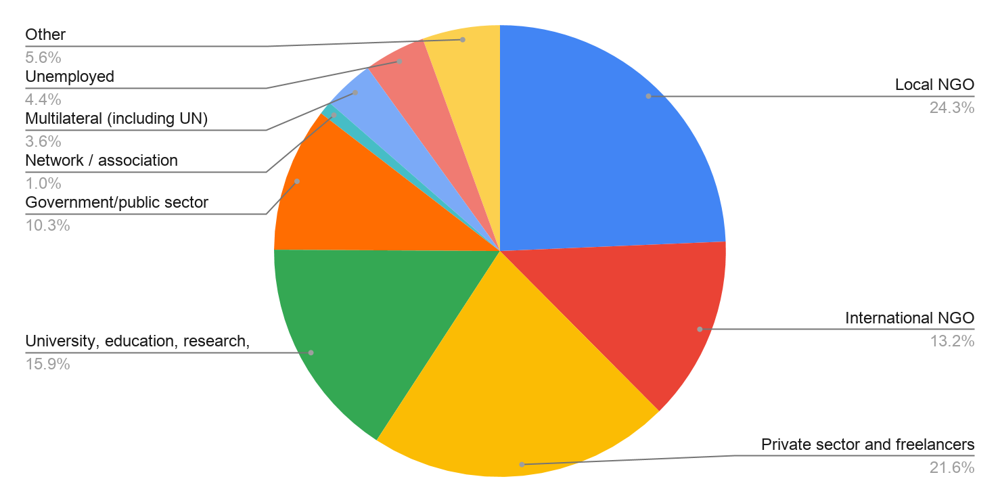 Other
5.6%
Unemployed
4.4%
Multilateral (including UN)
3.6%
Network / association
1.0%
Government/public sector
10.3%
University, education, research,
15.9%
Local NGO
24.3%
International NGO
13.2%
Private sector and freelancers
21.6%